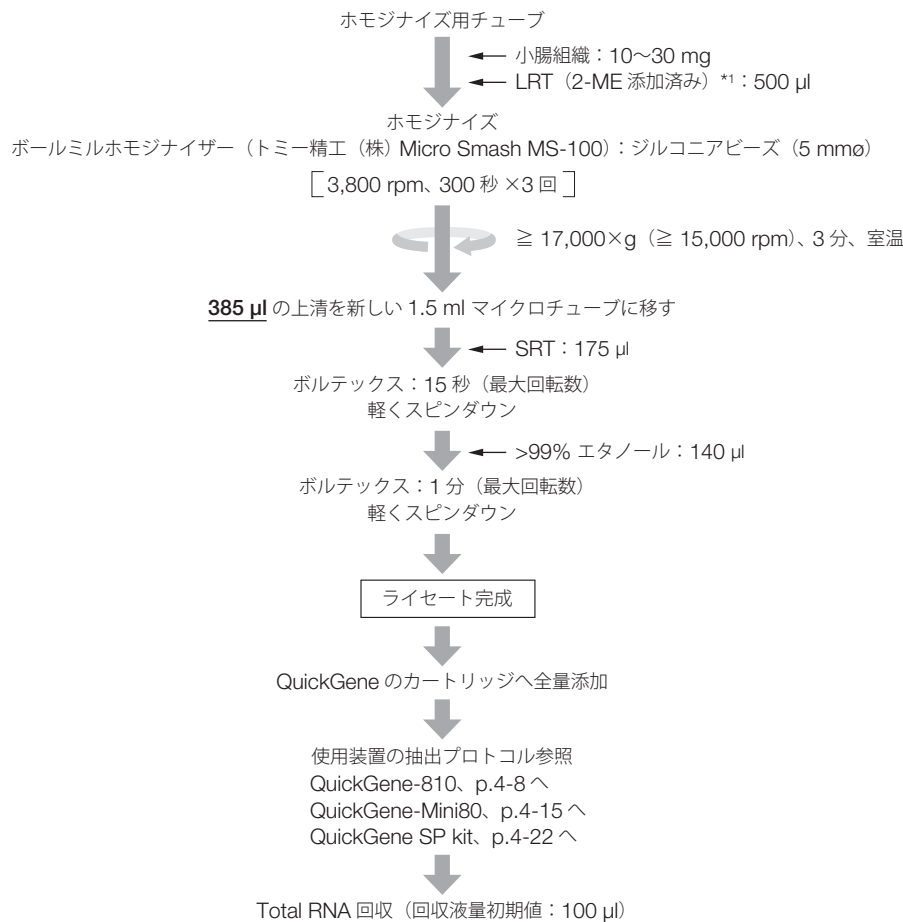 ホモジナイズ用チューブ
小腸組織：10～30 mg
LRT（2-ME 添加済み）*1：500 µl
ホモジナイズ
ボールミルホモジナイザー（トミー精工（株）Micro Smash MS-100）：ジルコニアビーズ（5 mmø）
[ 3,800 rpm、300 秒 ×3 回 ]
≧ 17,000×g（≧ 15,000 rpm）、3 分、室温
385 µl の上清を新しい 1.5 ml マイクロチューブに移す
SRT：175 µl
ボルテックス：15 秒（最大回転数）
軽くスピンダウン
>99% エタノール：140 µl
ボルテックス：1 分（最大回転数）
軽くスピンダウン
ライセート完成
QuickGene のカートリッジへ全量添加
使用装置の抽出プロトコル参照
QuickGene-810、p.4-8 へ
QuickGene-Mini80、p.4-15 へ
QuickGene SP kit、p.4-22 へ
Total RNA 回収（回収液量初期値：100 µl）